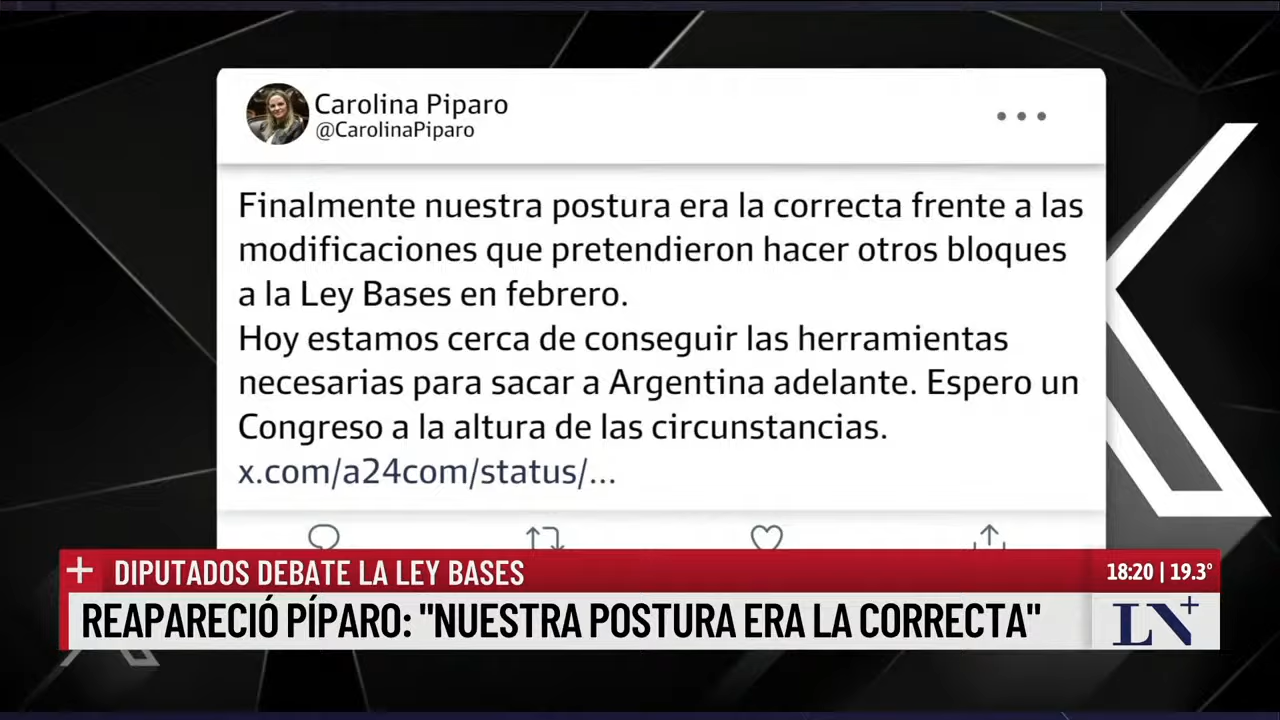 Carolina Piparo
@CarolinaPiparo
Finalmente nuestra postura era la correcta frente a las
modificaciones que pretendieron hacer otros bloques
a la Ley Bases en febrero.
Hoy estamos cerca de conseguir las herramientas
necesarias para sacar a Argentina adelante. Espero un
Congreso a la altura de las circunstancias.
x.com/a24com/status/...
DIPUTADOS DEBATE LA LEY BASES
18:20 | 19.3°
REAPARECIÓ PÍPARO: "NUESTRA POSTURA ERA LA CORRECTA"
LN+